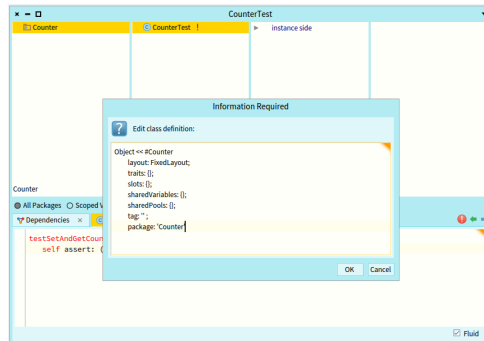 CounterTest
Counter
CounterTest !
instance side
Information Required
Edit class definition:
Object << #Counter
layout: FixedLayout;
traits: {};
slots: {};
sharedVariables: {};
sharedPools: {};
tag: '' ;
package: 'Counter'
OK Cancel
Counter
All Packages Scoped
Dependencies ×
testSetAndGetCoun
self assert: (
Fluid